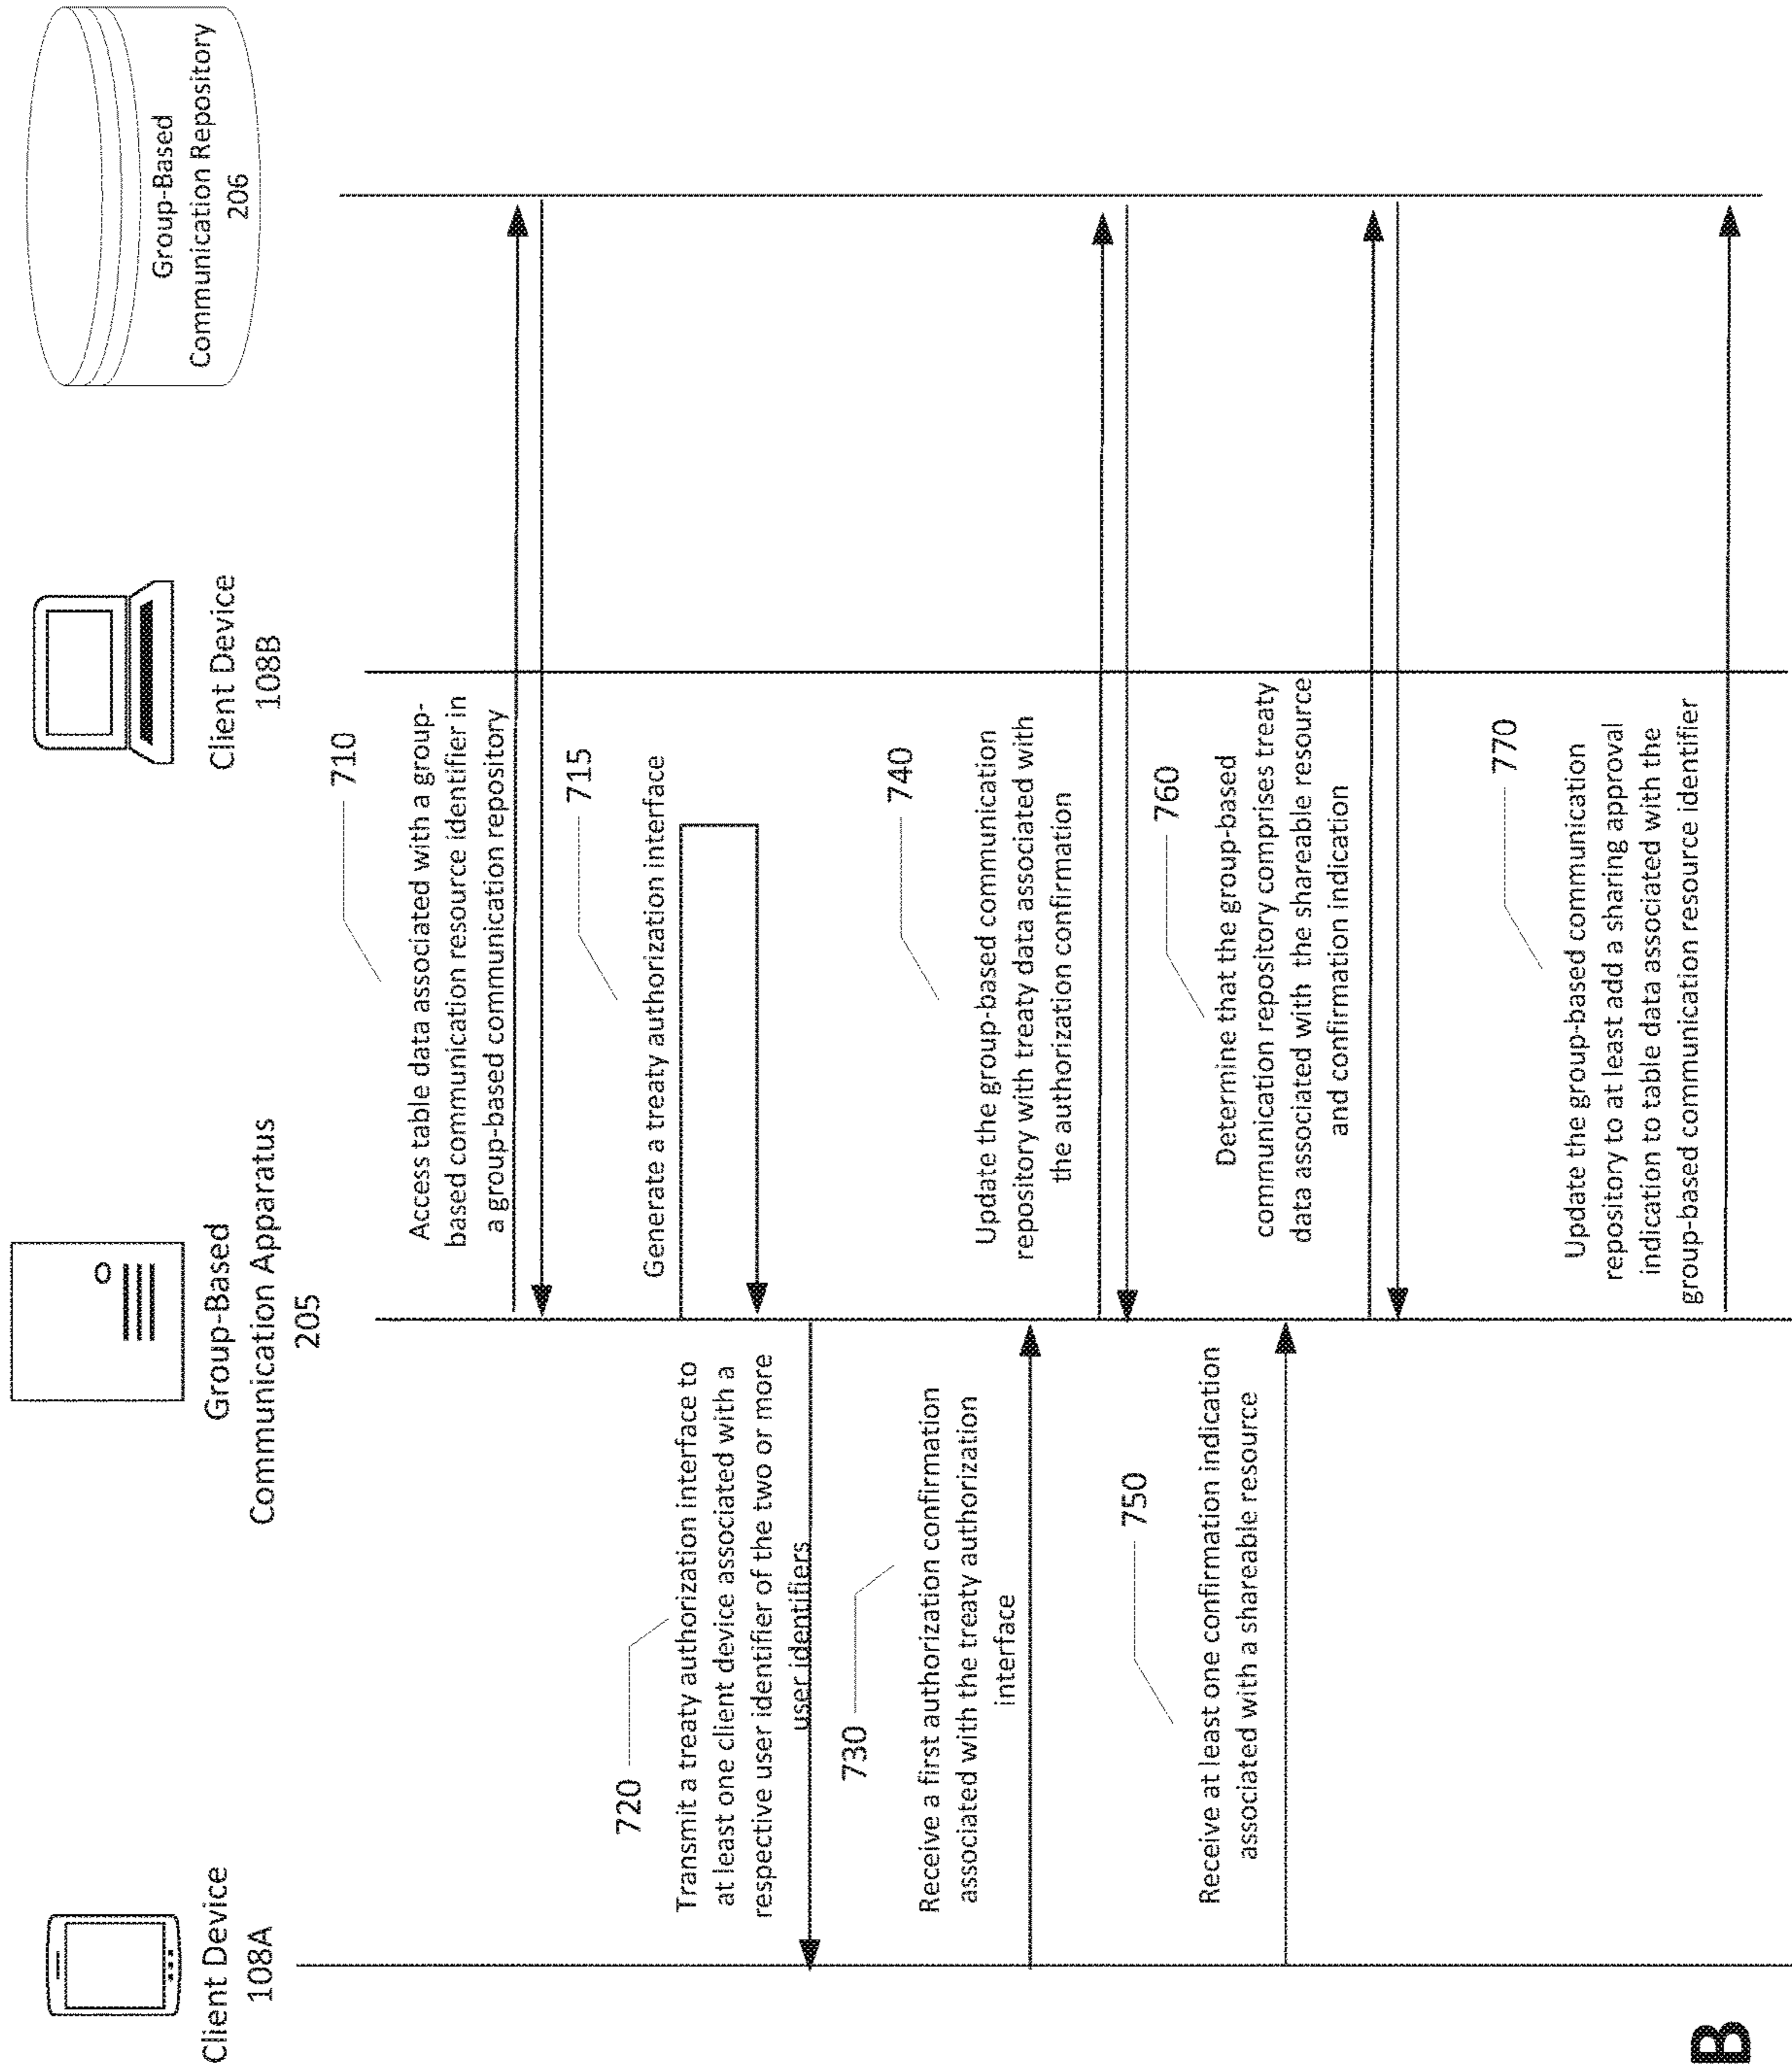 Client Device
108A
Group-Based
Communication Apparatus
205
Client Device
108B
Group-Based
Communication Repository
206
710
Access table data associated with a group-
based communication resource identifier in
a group-based communication repository
715
Generate a treaty authorization interface
720
Transmit a treaty authorization interface to
at least one client device associated with a
respective user identifier of the two or more
user identifiers
730
Receive a first authorization confirmation
associated with the treaty authorization
interface
740
Update the group-based communication
repository with treaty data associated with
the authorization confirmation
750
Receive at least one confirmation indication
associated with a shareable resource
760
Determine that the group-based
communication repository comprises treaty
data associated with the shareable resource
and confirmation indication
770
Update the group-based communication
repository to at least add a sharing approval
indication to table data associated with the
group-based communication resource identifier
B